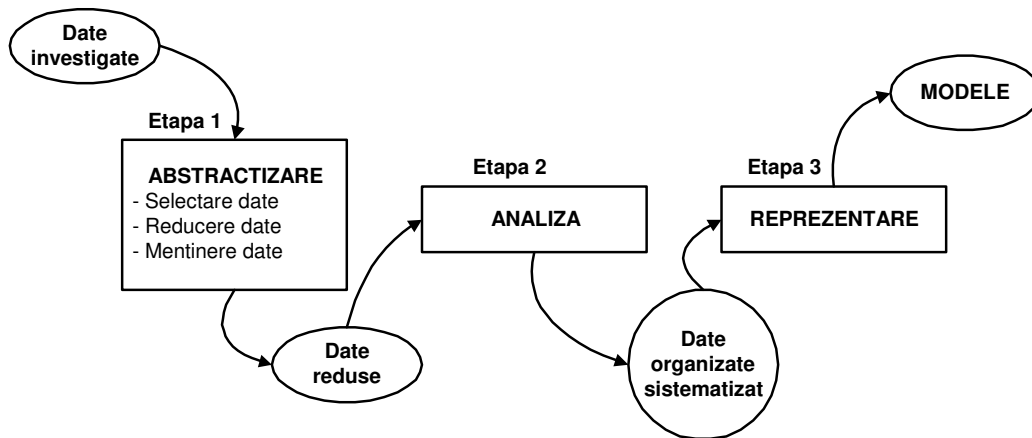 Date
investigate
Etapa 1
ABSTRACTIZARE
- Selectare date
- Reducere date
- Mentinere date
Date
reduse
Etapa 2
ANALIZA
Date
organizate
sistematizat
Etapa 3
REPREZENTARE
MODELE